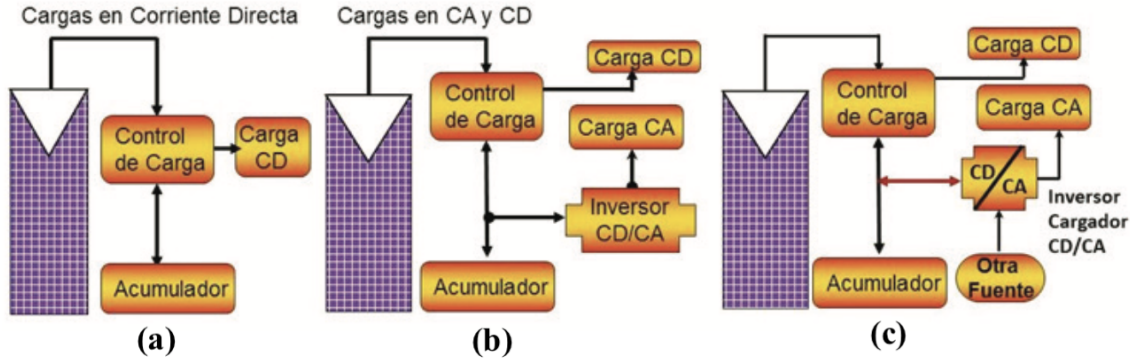 Cargas en Corriente Directa
Control
de Carga
Carga
CD
Acumulador
(a)
Cargas en CA y CD
Carga CD
Control
de Carga
Carga CA
Inversor
CD/CA
Acumulador
(b)
Carga CD
Control
de Carga
Carga CA
CD
CA
Inversor
Cargador
CD/CA
Acumulador
Otra
Fuente
(c)